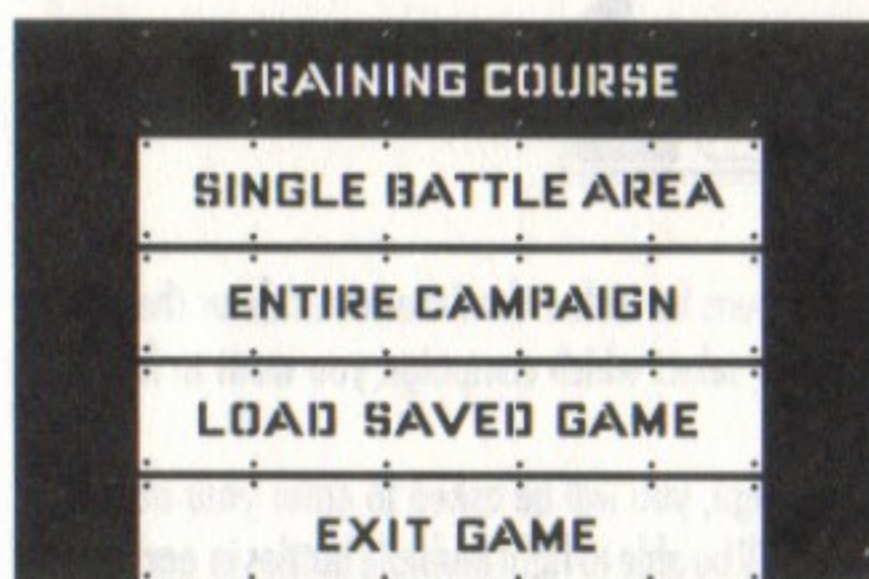 TRAINING COURSE
SINGLE BATTLE AREA
ENTIRE CAMPAIGN
LOAD SAVED GAME
EXIT GAME